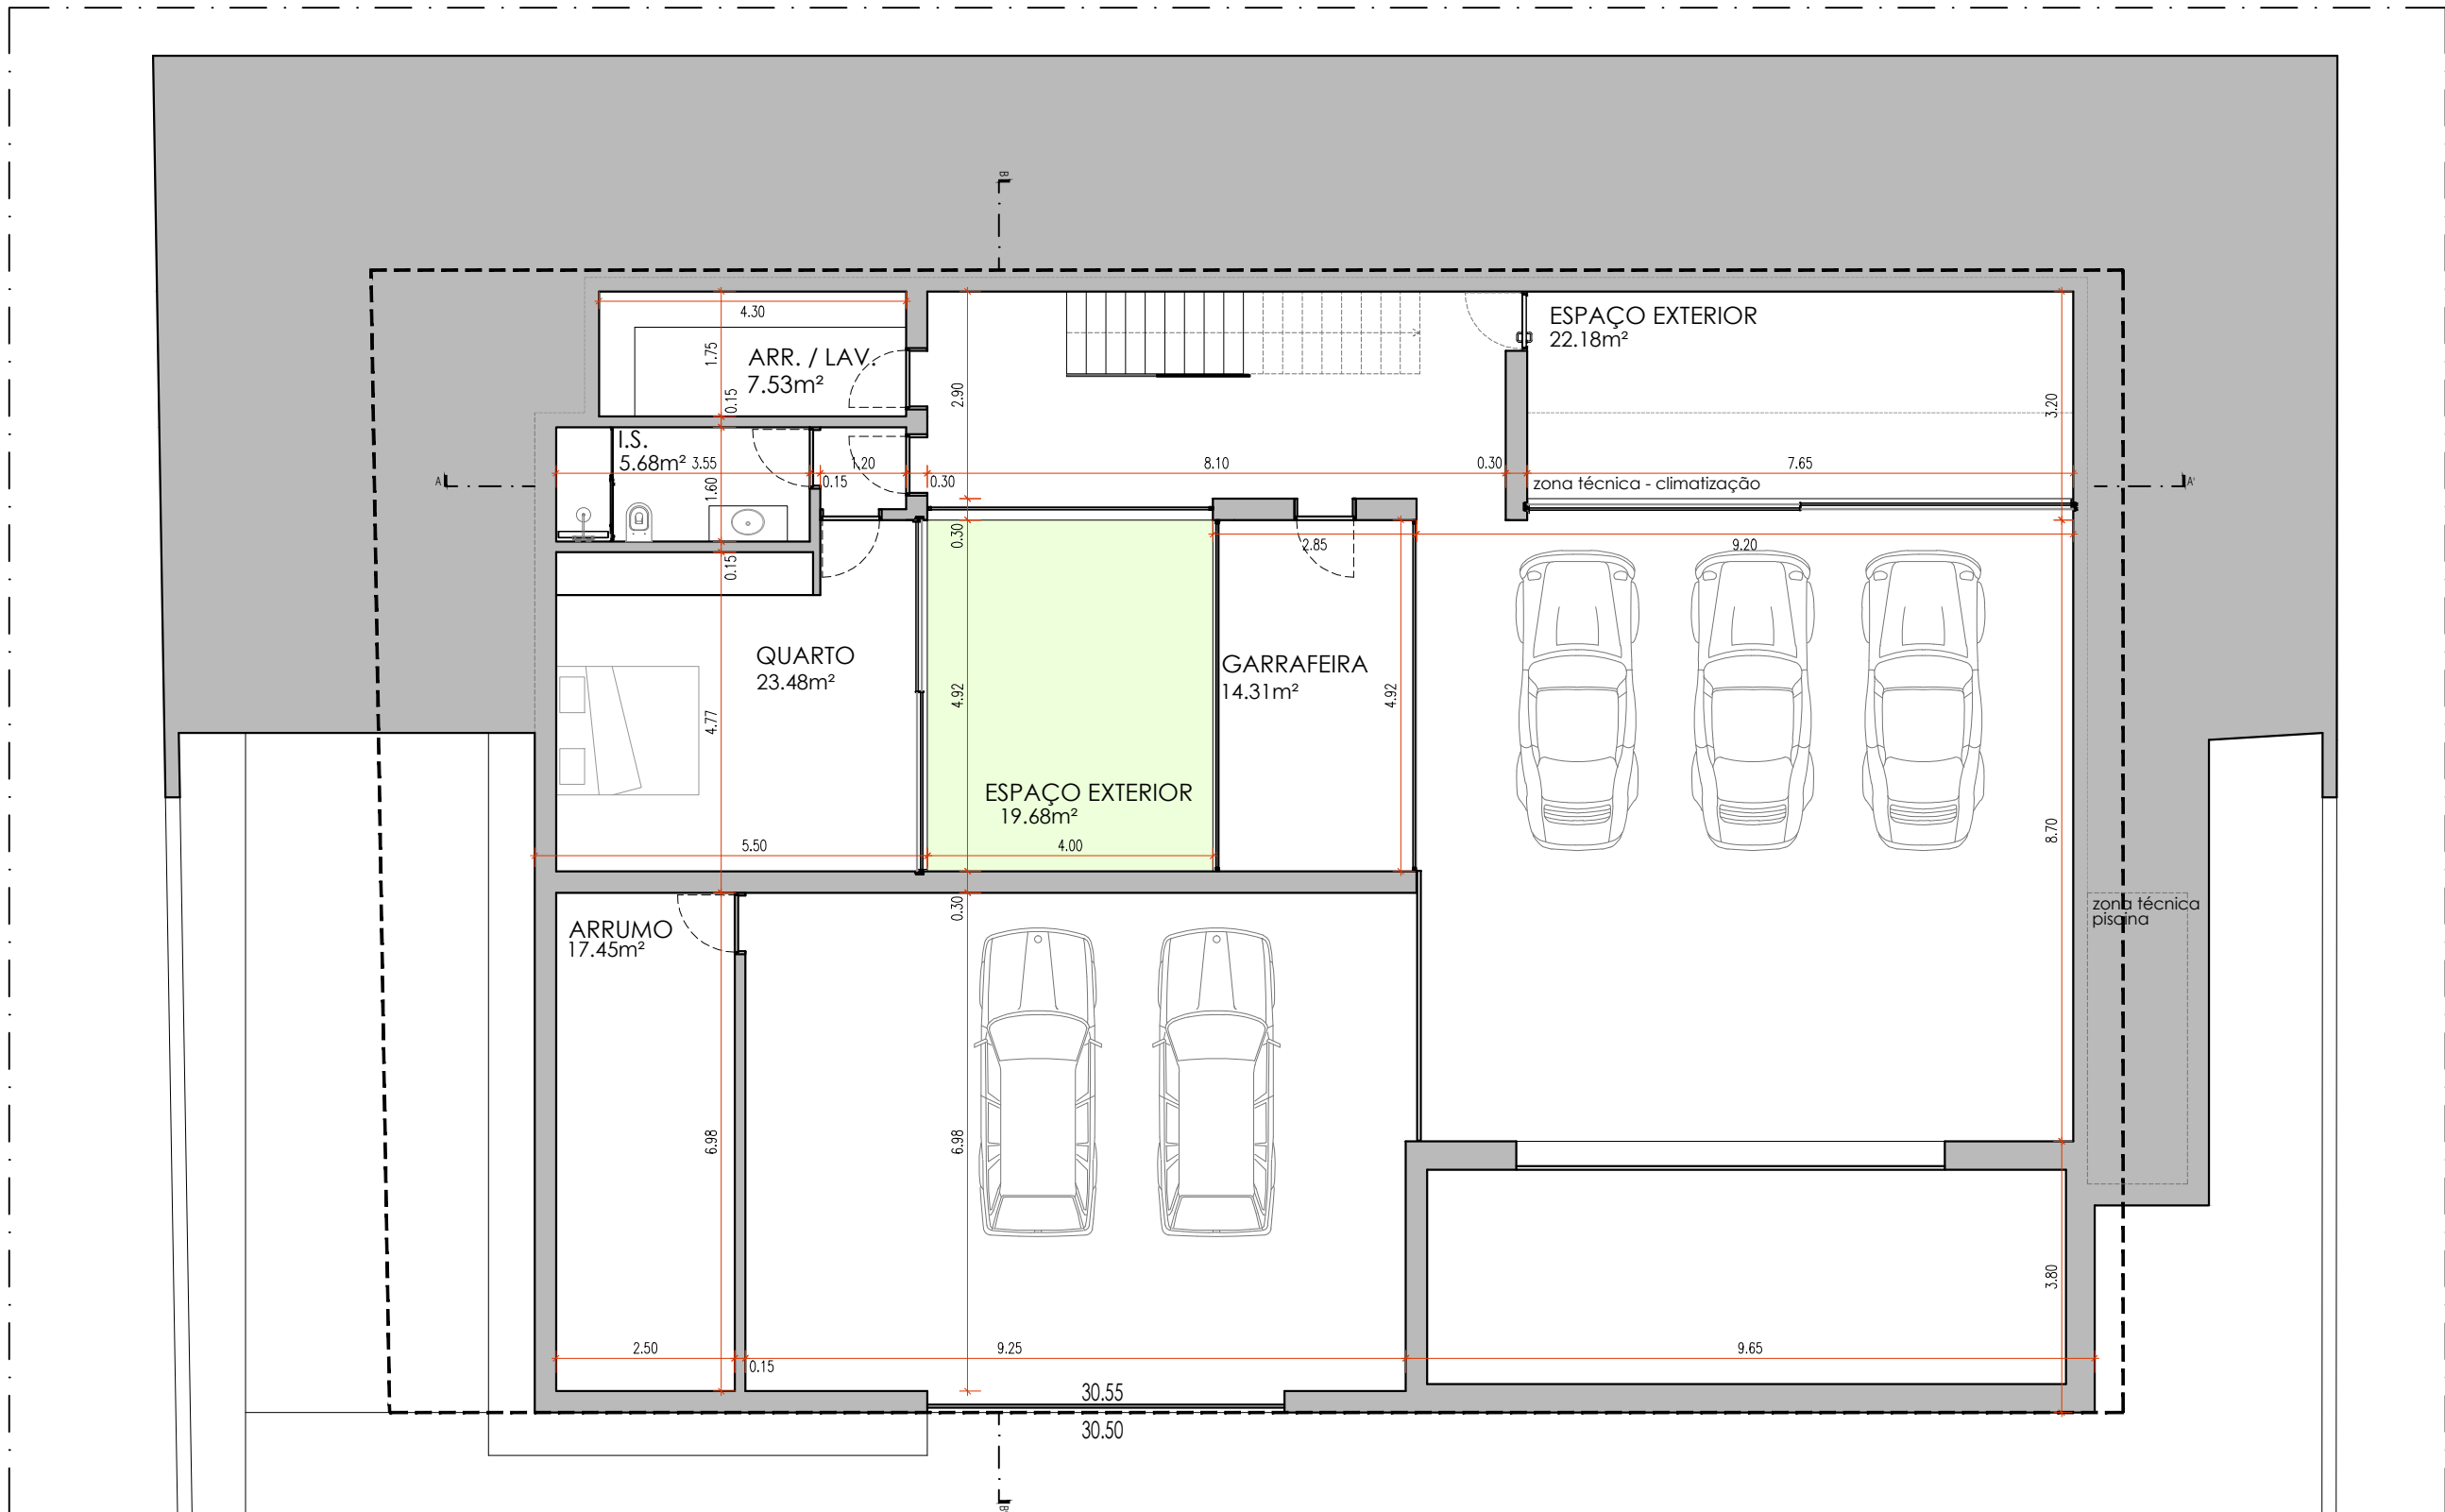 B'
4.30
ESPAÇO EXTERIOR
22.18m²
1.75
ARR. / LAV.
7.53m²
0.15
2.90
3.20
I.S.
5.68m²
3.55
1.20
8.10
0.30
7.65
A
1.60
0.15
0.30
zona técnica - climatização
A'
0.30
2.85
9.20
0.15
QUARTO
23.48m²
GARRAFEIRA
14.31m²
4.92
4.92
4.77
ESPAÇO EXTERIOR
19.68m²
8.70
5.50
4.00
0.30
zona técnica
piscina
ARRUMO
17.45m²
6.98
6.98
3.80
2.50
9.25
9.65
0.15
30.55
30.50